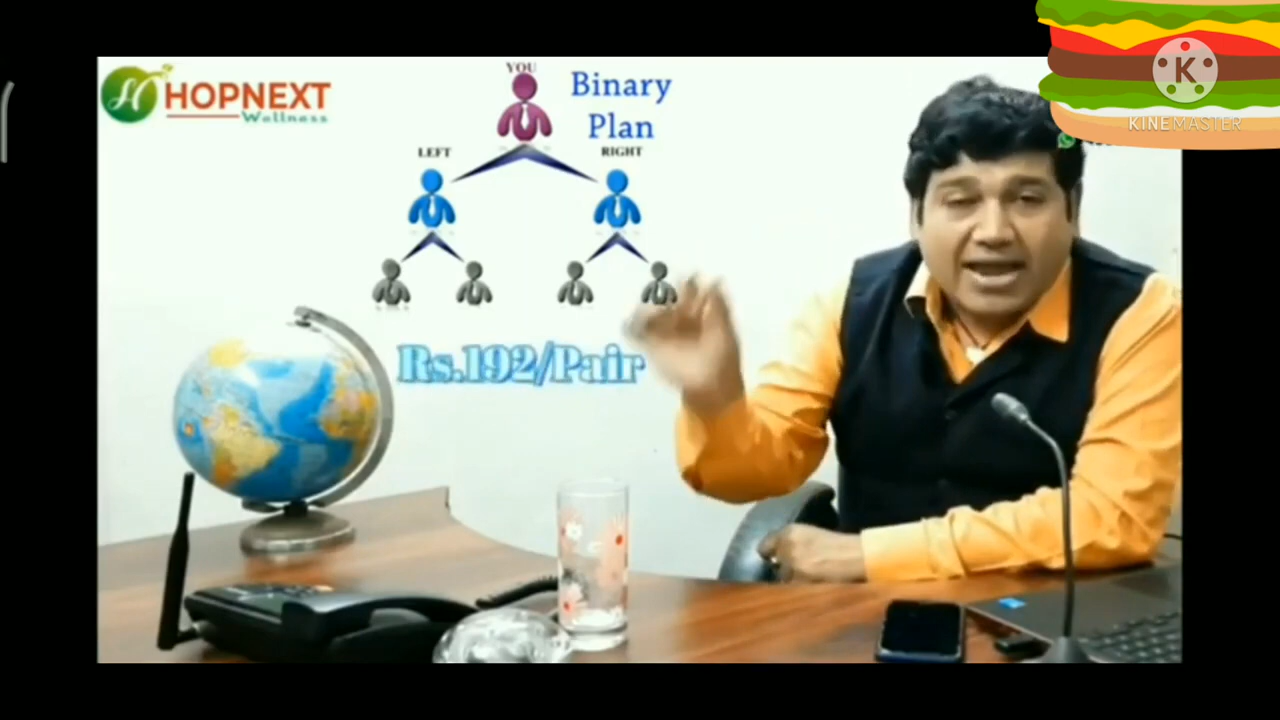 HOPNEXT
Wellness
YOU
Binary
Plan
LEFT
RIGHT
Rs.192/Pair
K
KINEMASTER